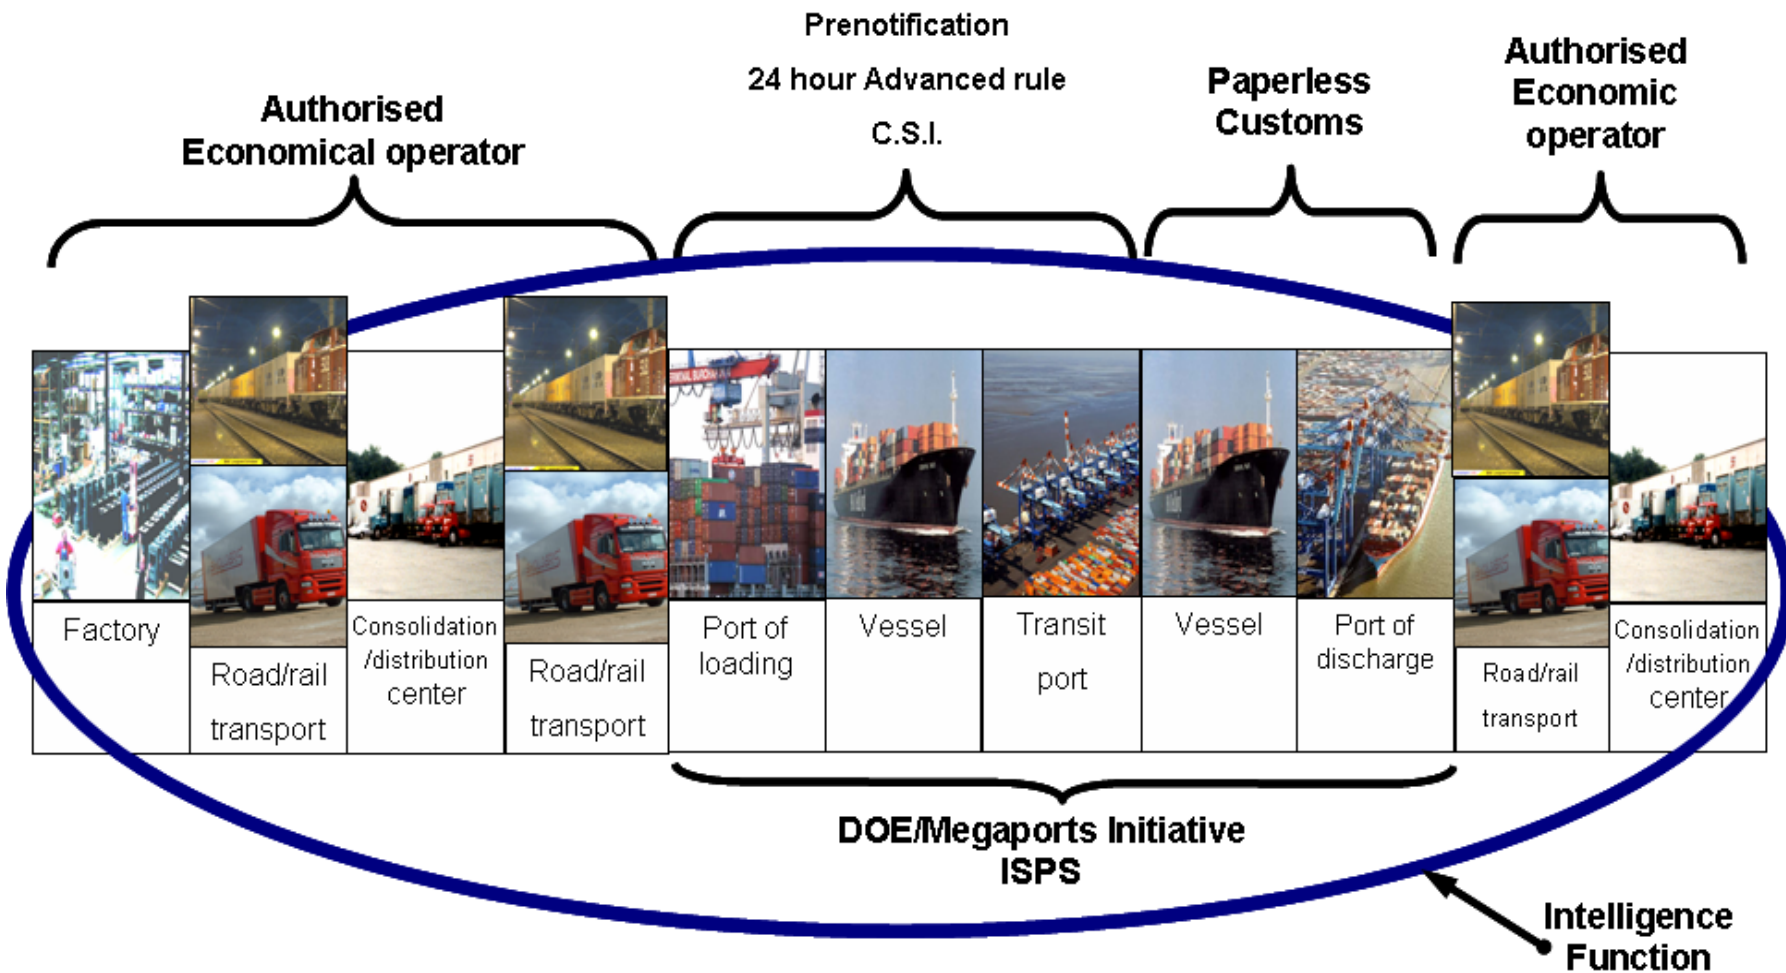 Prenotification
24 hour Advanced rule
C.S.I.
Authorised
Economical operator
Paperless
Customs
Authorised
Economic
operator
Factory
Road/rail
transport
Consolidation
/distribution
center
Road/rail
transport
Port of
loading
Vessel
Transit
port
Vessel
Port of
discharge
Road/rail
transport
Consolidation
/distribution
center
DOE/Megaports Initiative
ISPS
Intelligence
Function